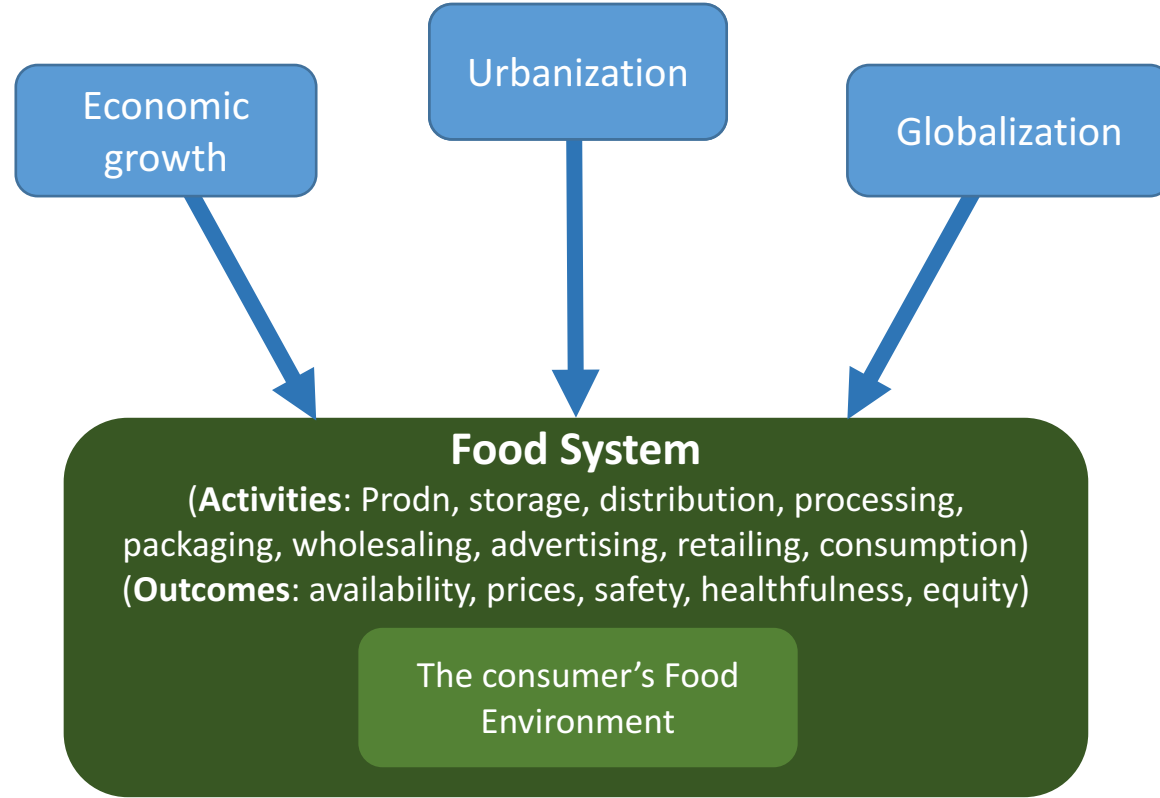 Urbanization
Economic
growth
Globalization
Food System
(Activities: Prodn, storage, distribution, processing,
packaging, wholesaling, advertising, retailing, consumption)
(Outcomes: availability, prices, safety, healthfulness, equity)
The consumer’s Food
Environment